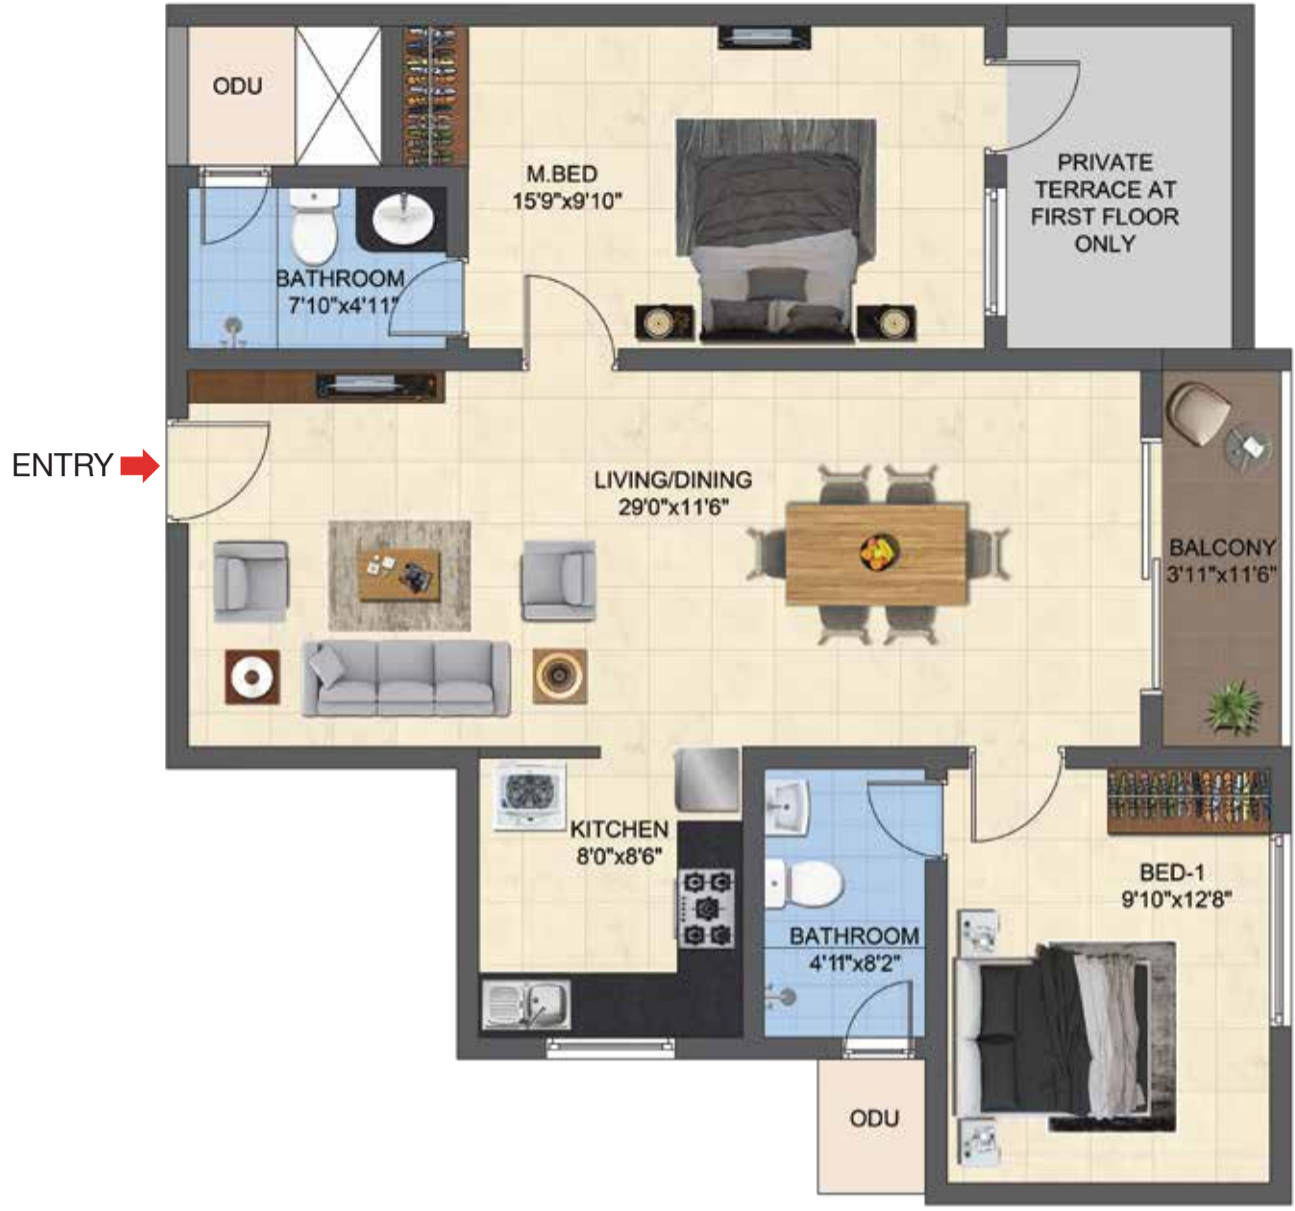 ODU
M.BED
15'9"x9'10"
PRIVATE
TERRACE AT
FIRST FLOOR
ONLY
BATHROOM
7'10"x4'11"
ENTRY
LIVING/DINING
29'0"x11'6"
BALCONY
3'11"x11'6"
KITCHEN
8'0"x8'6"
BED-1
9'10"x12'8"
BATHROOM
4'11"x8'2"
ODU